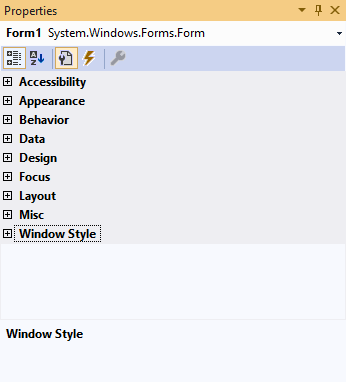 Properties
Form1 System.Windows.Forms.Form
A
Z
Accessibility
Appearance
Behavior
Data
Design
Focus
Layout
Misc
Window Style
Window Style